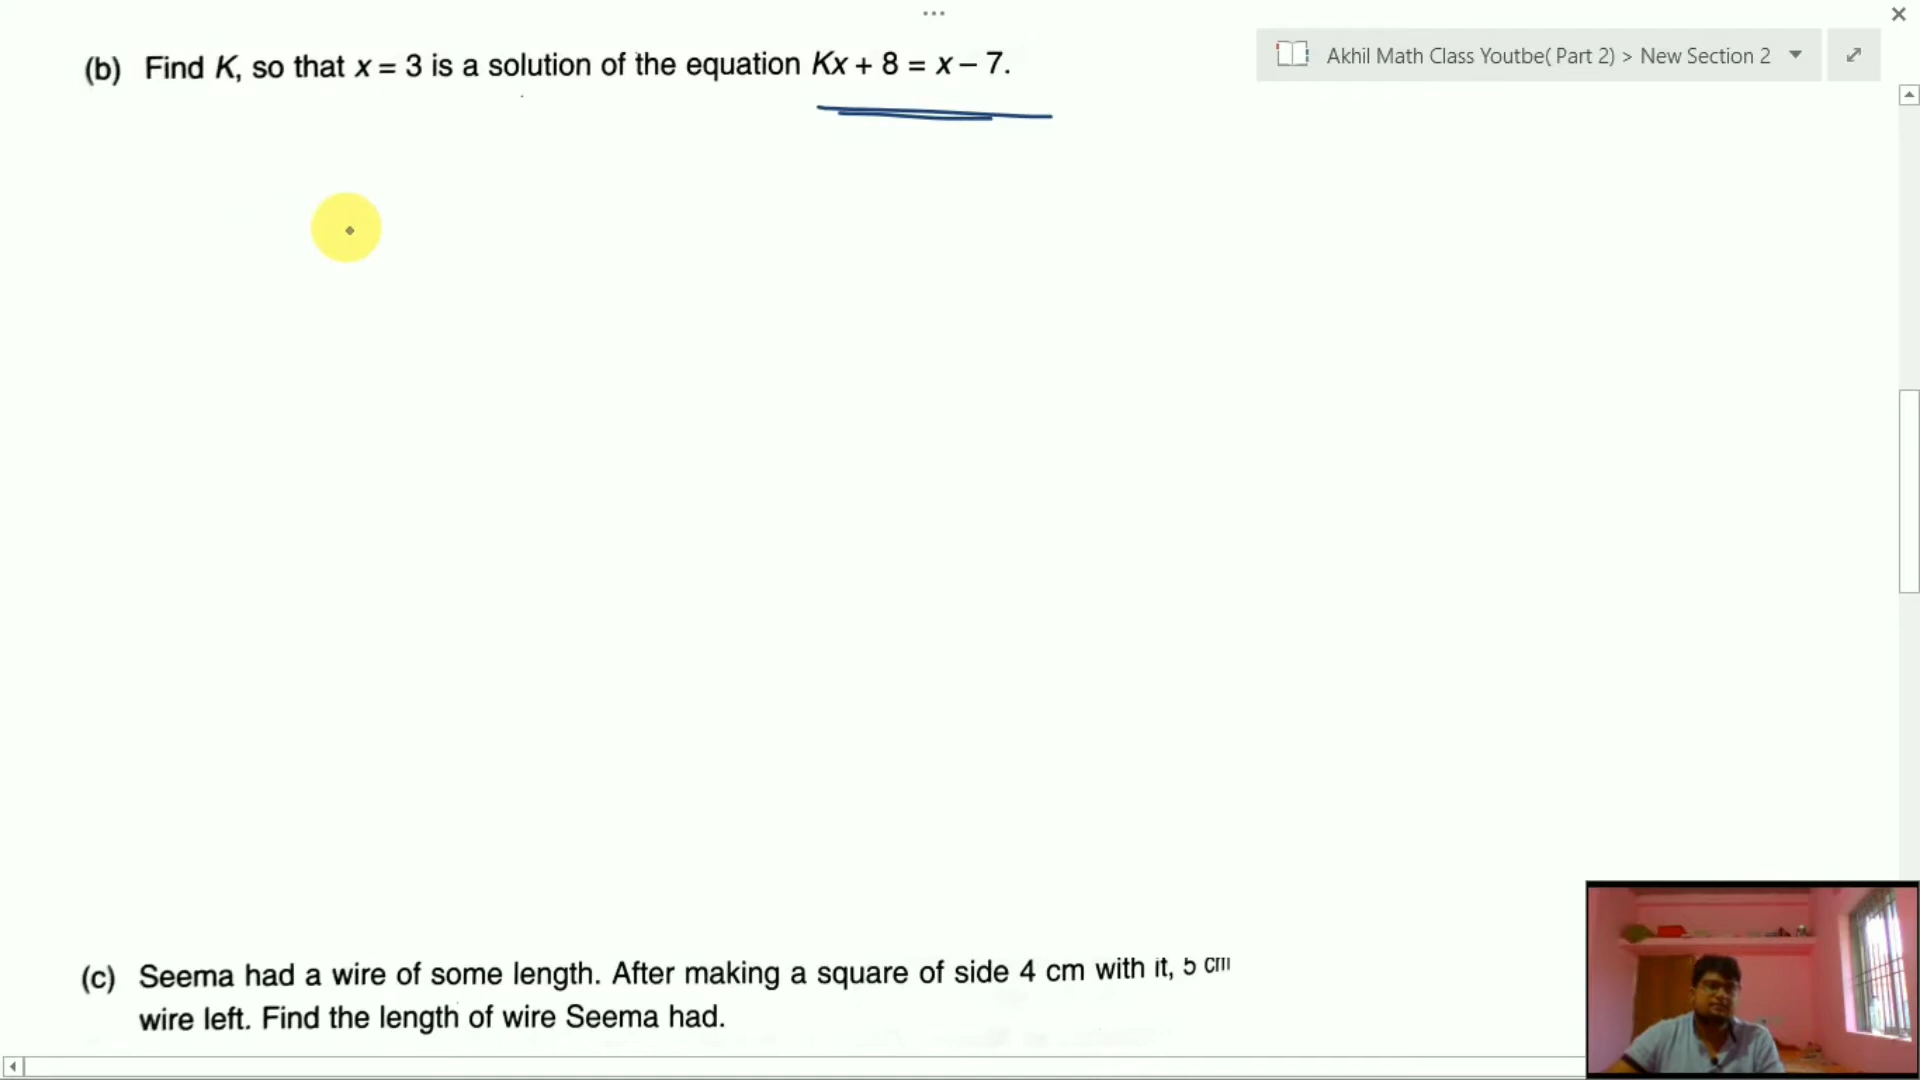 (b) Find K, so that x = 3 is a solution of the equation Kx + 8 = x – 7.
Akhil Math Class Youtbe( Part 2) > New Section 2
(c) Seema had a wire of some length. After making a square of side 4 cm with it, 5 cm
wire left. Find the length of wire Seema had.